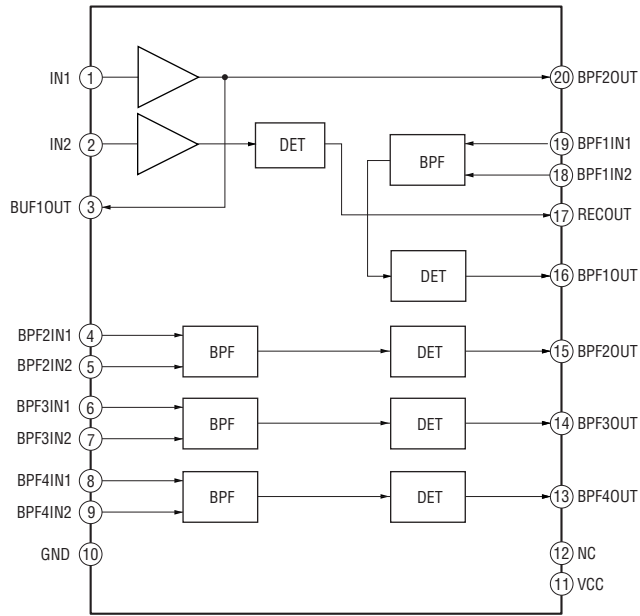 IN1 1
20 BPF2OUT
IN2 2
DET
BPF
19 BPF1IN1
18 BPF1IN2
BUF1OUT 3
17 RECOUT
DET
16 BPF1OUT
BPF2IN1 4
BPF2IN2 5
BPF
DET
15 BPF2OUT
BPF3IN1 6
BPF3IN2 7
BPF
DET
14 BPF3OUT
BPF4IN1 8
BPF4IN2 9
BPF
DET
13 BPF4OUT
GND 10
12 NC
11 VCC